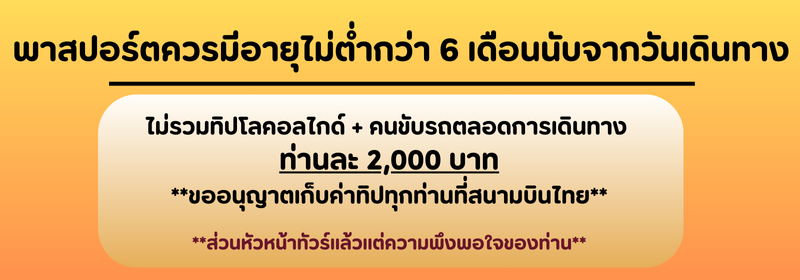 พาสปอร์ตควรมีอายุไม่ต่ำกว่า 6 เดือนนับจากวันเดินทาง
ไม่รวมทิปโลคอลไกด์ + คนขับรถตลอดการเดินทาง
ท่านละ 2,000 บาท
**ขออนุญาตเก็บค่าทิปทุกท่านที่สนามบินไทย**
**ส่วนหัวหน้าทัวร์แล้วแต่ความพึงพอใจของท่าน**